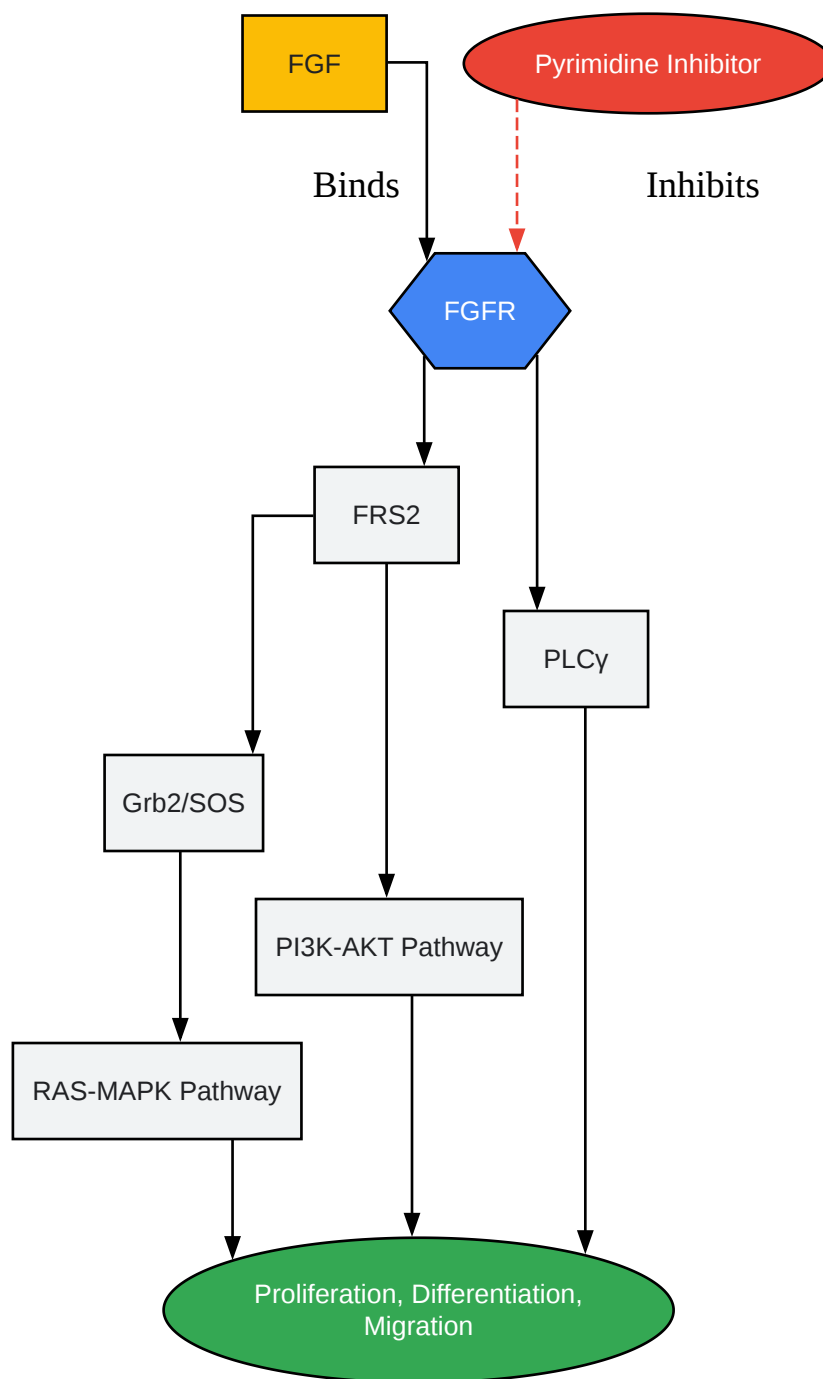 FGF
Pyrimidine Inhibitor
Binds
Inhibits
FGFR
FRS2
PLCγ
Grb2/SOS
PI3K-AKT Pathway
RAS-MAPK Pathway
Proliferation, Differentiation,
Migration